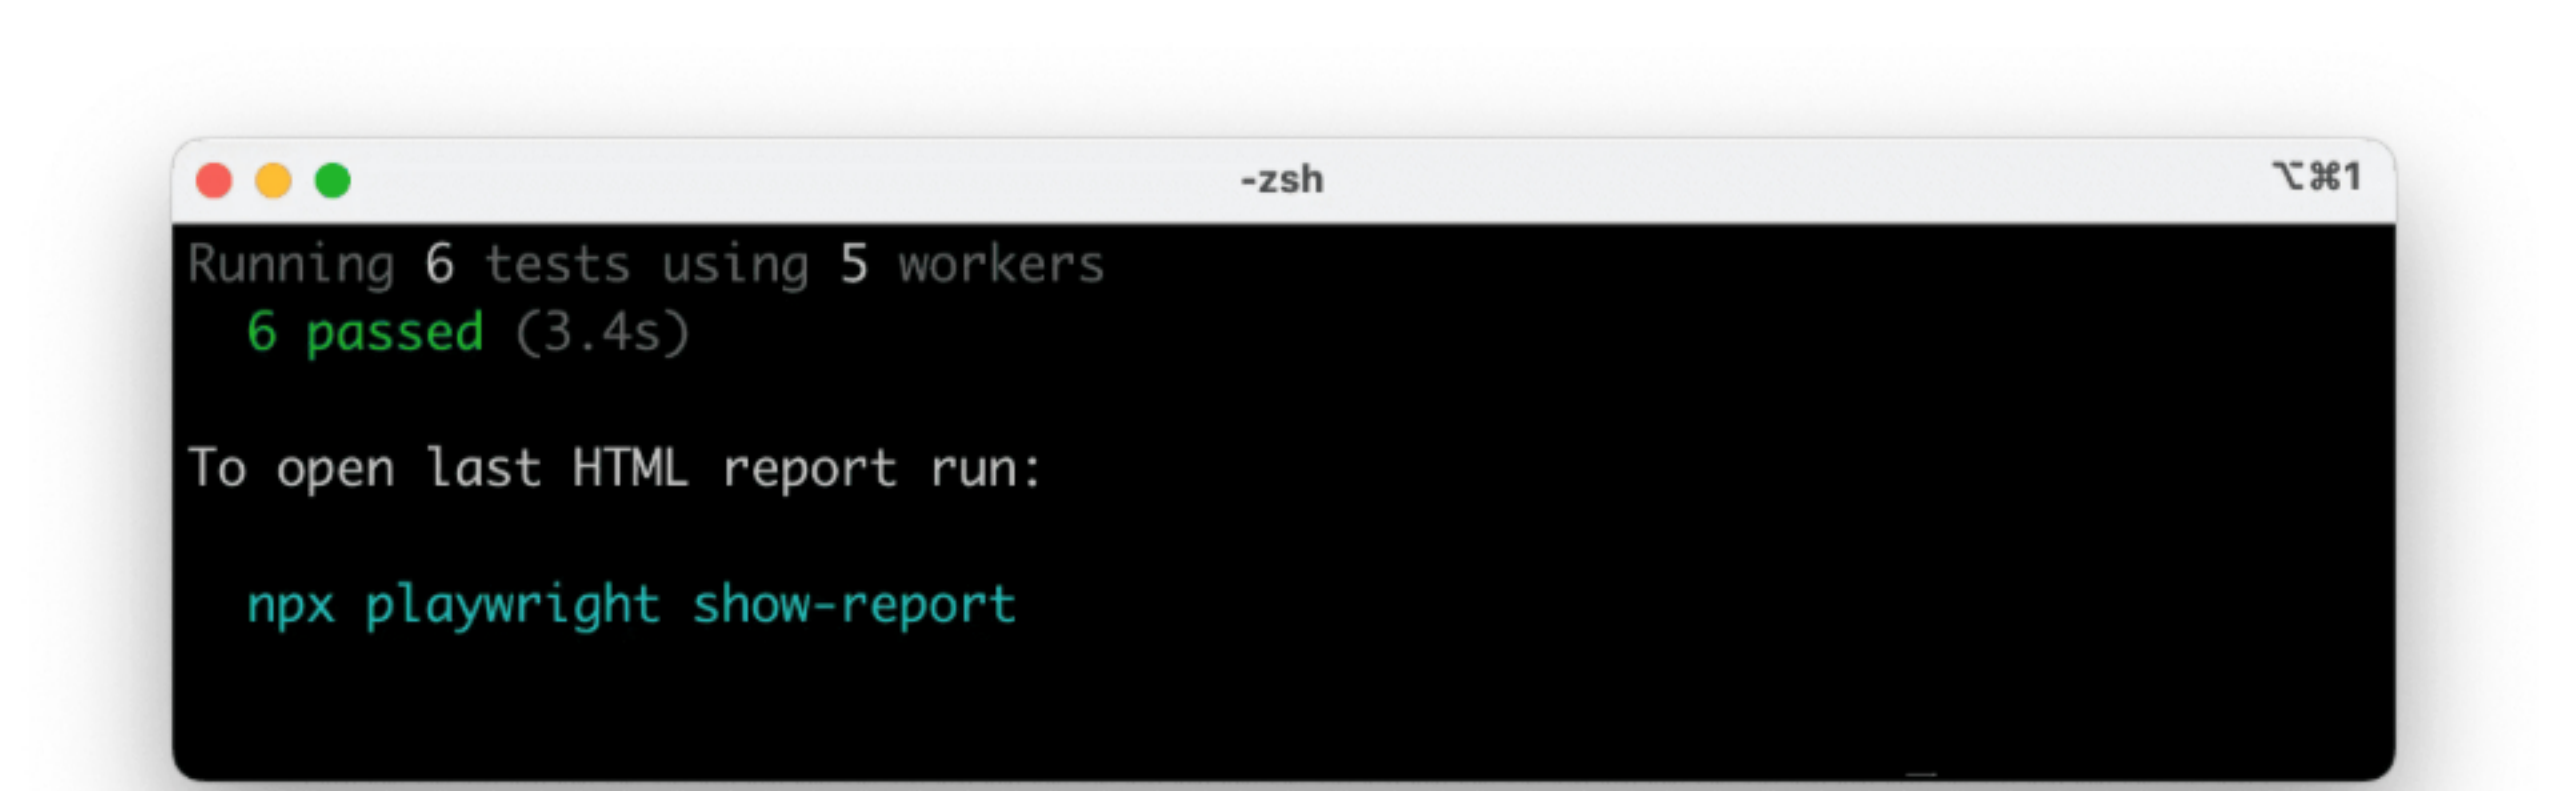 -zsh
⌥⌘1
Running 6 tests using 5 workers
6 passed (3.4s)
To open last HTML report run:
npx playwright show-report